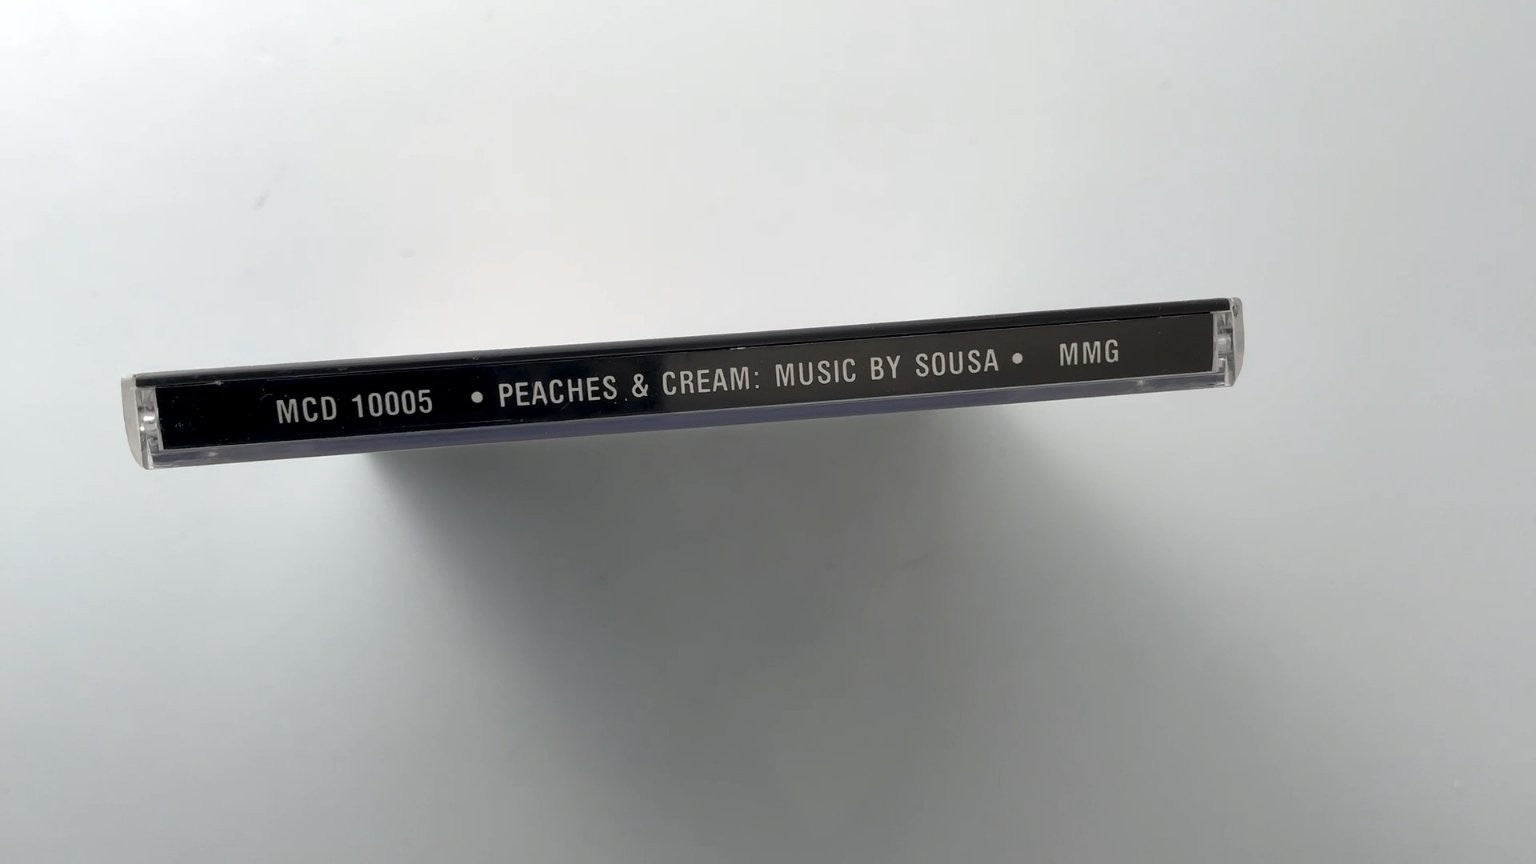 MCD 10005 • PEACHES & CREAM: MUSIC BY SOUSA • MMG